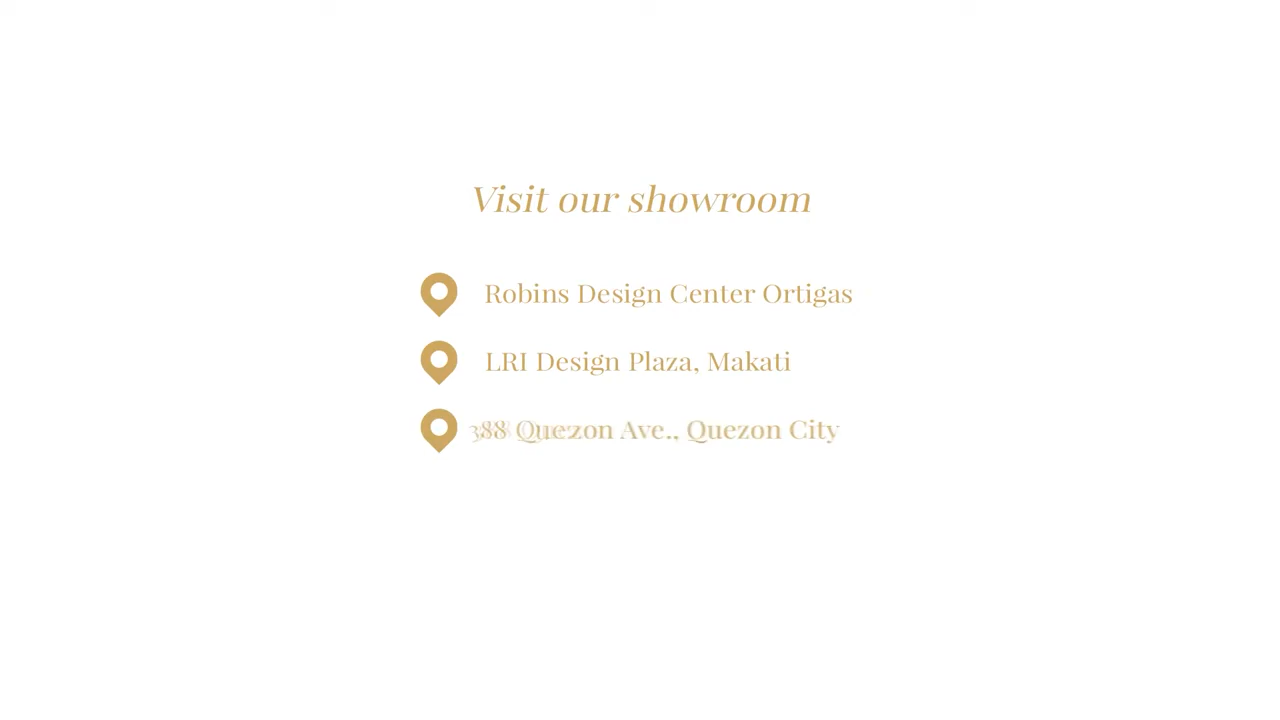 Visit our showroom
Robins Design Center Ortigas
LRI Design Plaza, Makati
388 Quezon Ave., Quezon City